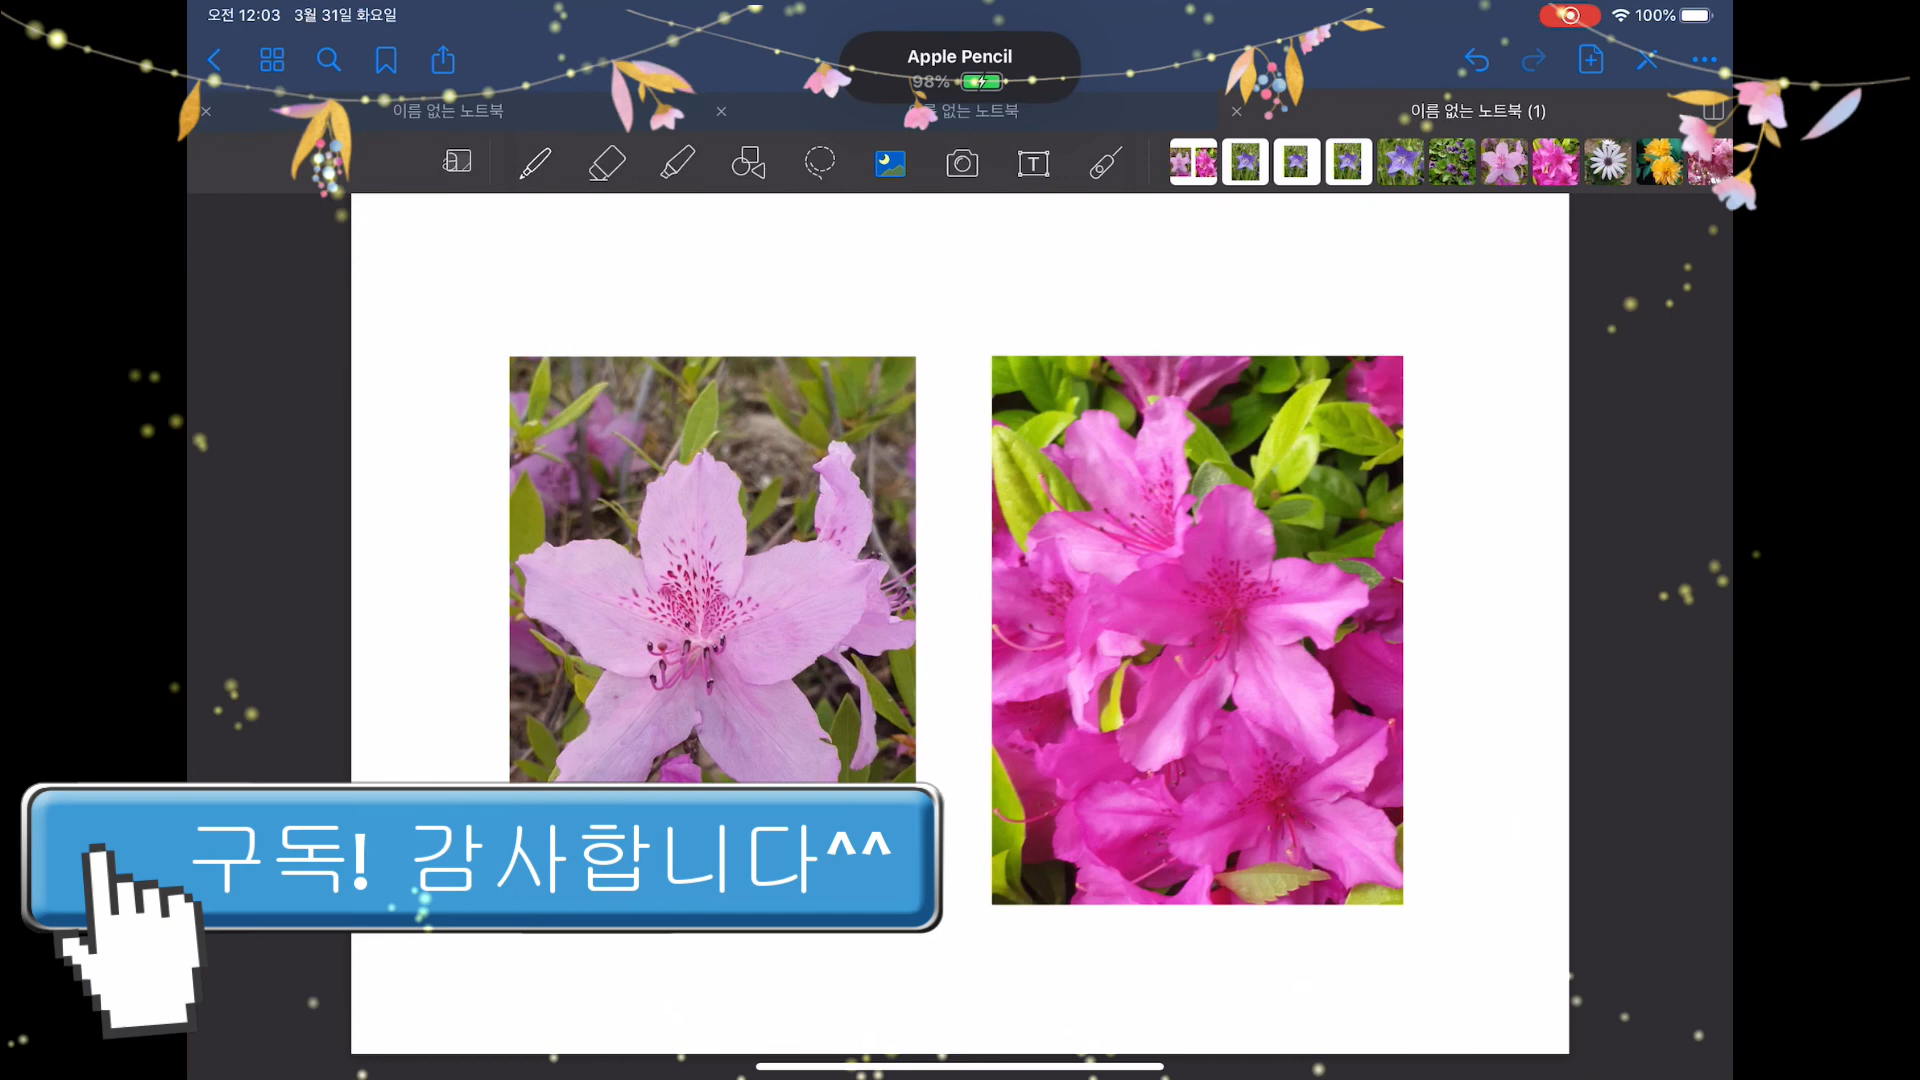 오전 12:03 3월 31일 화요일
100%
Apple Pencil
98%
이름 없는 노트북
이름 없는 노트북
이름 없는 노트북 (1)
T
구독! 감사합니다^^